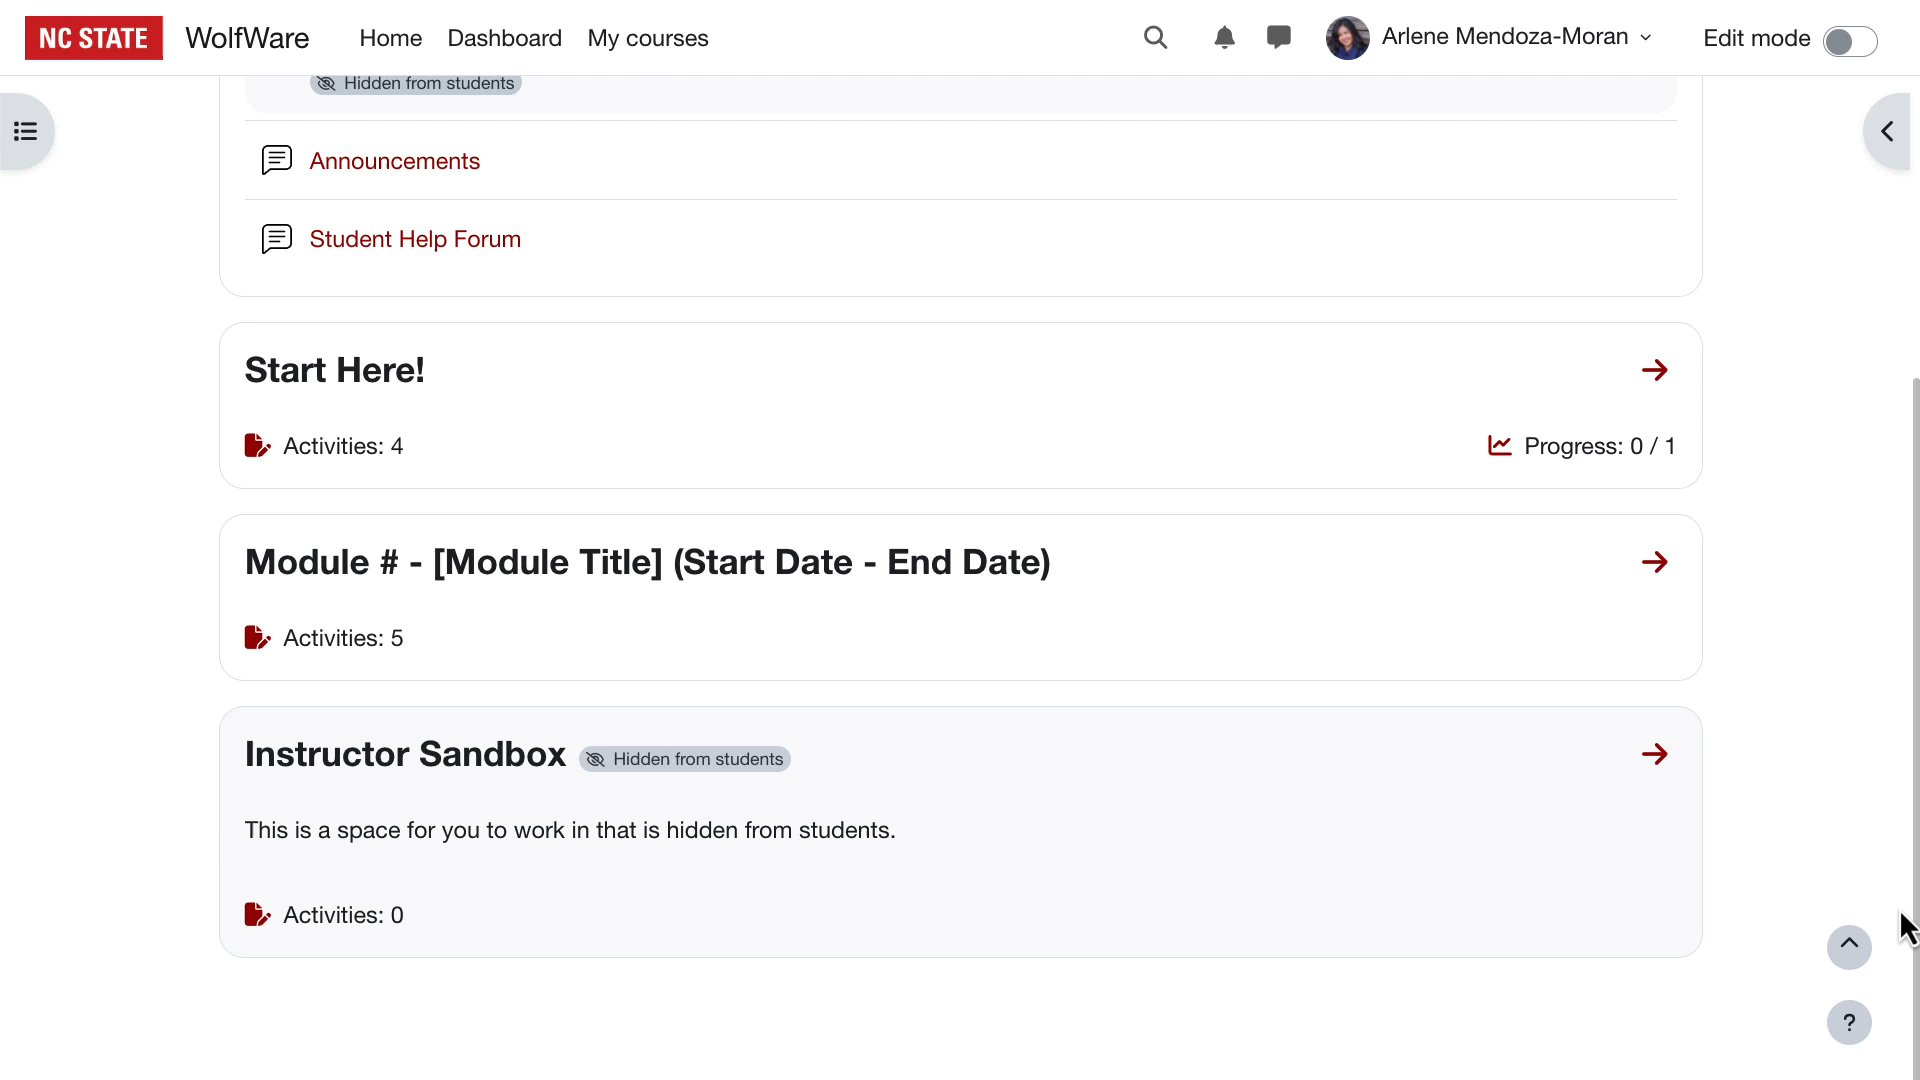 NC STATE WolfWare Home Dashboard My courses Arlene Mendoza-Moran Edit mode
Hidden from students
Announcements
Student Help Forum
Start Here!
Activities: 4 Progress: 0 / 1
Module # - [Module Title] (Start Date - End Date)
Activities: 5
Instructor Sandbox Hidden from students
This is a space for you to work in that is hidden from students.
Activities: 0
?